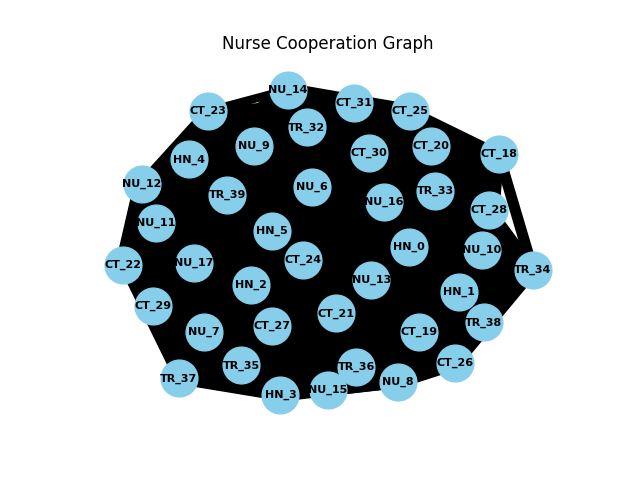 Nurse Cooperation Graph
NU_14
CT_31
CT_23
CT_25
TR_32
NU_9
CT_20
CT_30
CT_18
HN_4
NU_12
NU_6
TR_33
TR_39
NU_16
CT_28
NU_11
HN_5
HN_0
NU_10
CT_24
NU_17
CT_22
TR_34
NU_13
HN_2
HN_1
CT_29
CT_21
TR_38
CT_27
NU_7
CT_19
CT_26
TR_35
TR_36
TR_37
NU_8
NU_15
HN_3